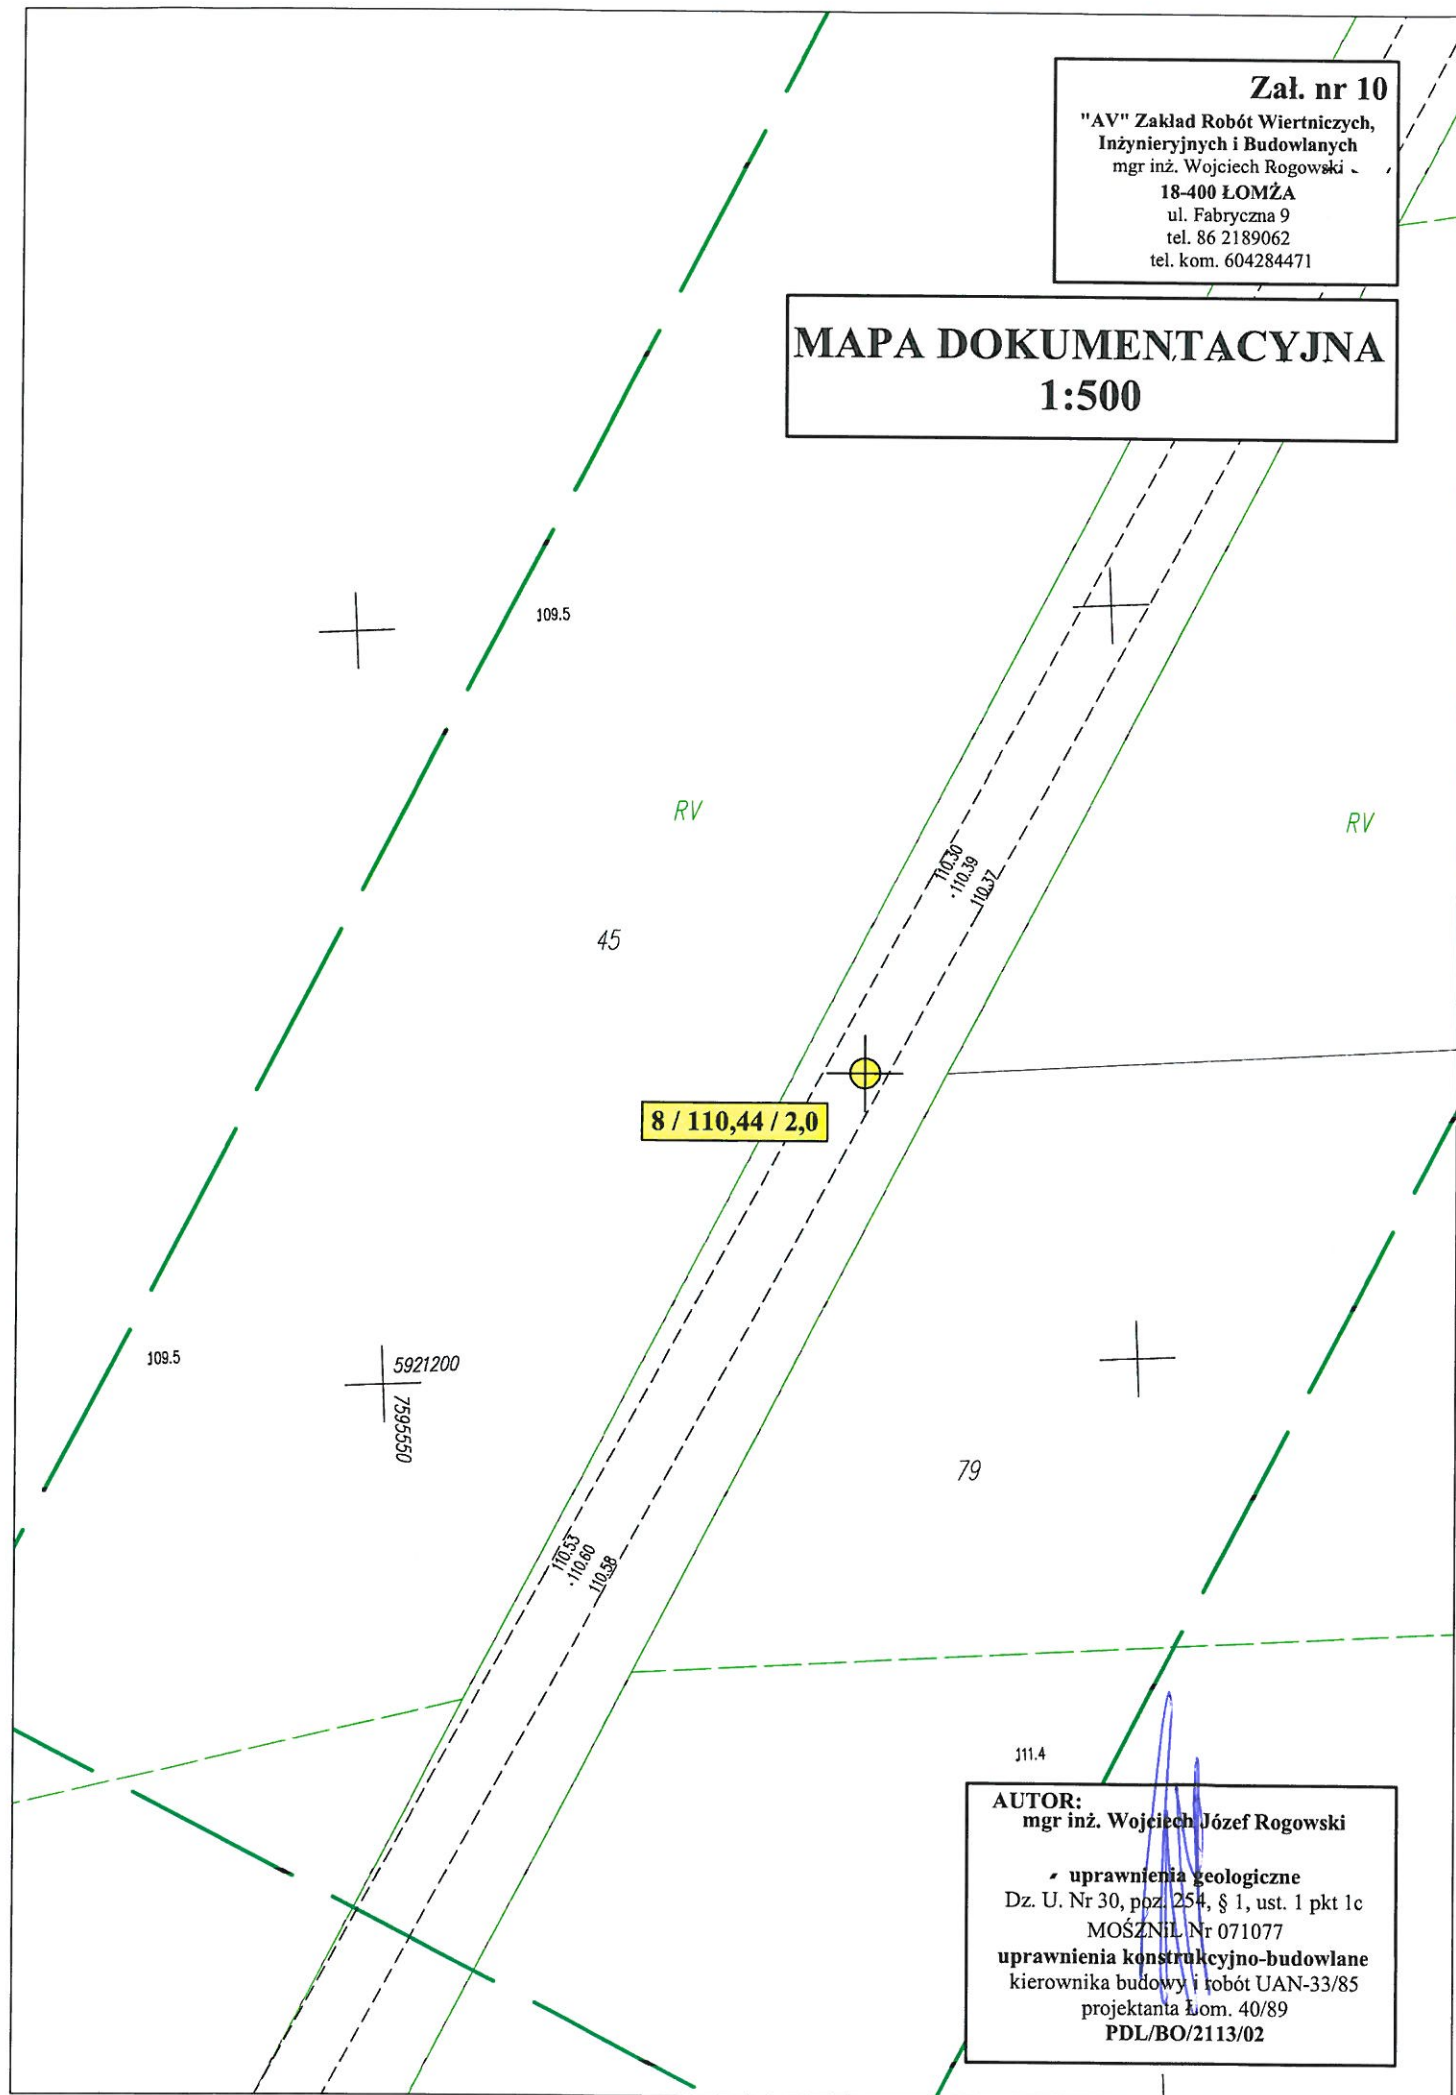 Zał. nr 10
"AV" Zakład Robót Wiertniczych,
Inżynieryjnych i Budowlanych
mgr inż. Wojciech Rogowski
18-400 ŁOMŻA
ul. Fabryczna 9
tel. 86 2189062
tel. kom. 604284471
MAPA DOKUMENTACYJNA
1:500
109.5
RV
RV
110.30
110.39
110.37
45
8 / 110,44 / 2,0
109.5
5921200
7595550
79
110.53
110.60
110.58
111.4
AUTOR:
mgr inż. Wojciech Józef Rogowski
- uprawnienia geologiczne
Dz. U. Nr 30, poz. 254, § 1, ust. 1 pkt 1c
MOŚZNiL Nr 071077
uprawnienia konstrukcyjno-budowlane
kierownika budowy i robót UAN-33/85
projektanta Łom. 40/89
PDL/BO/2113/02